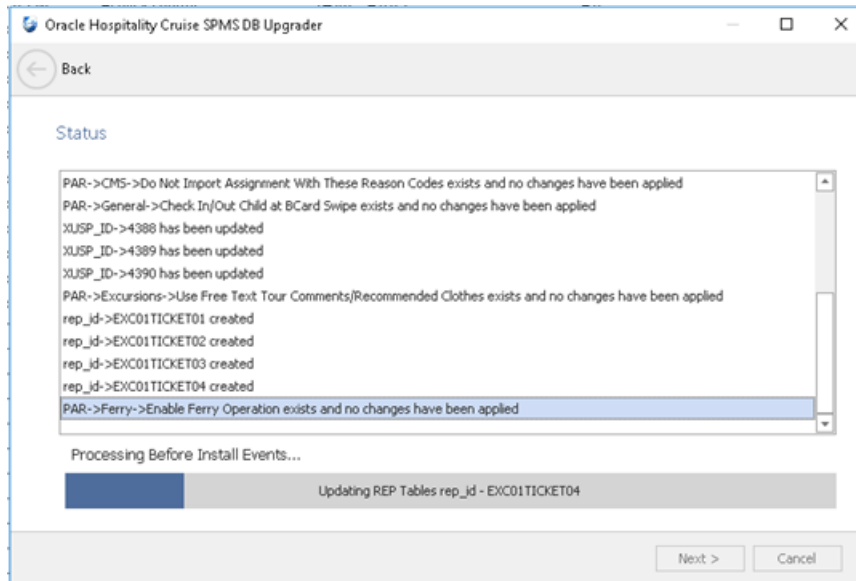 Oracle Hospitality Cruise SPMS DB Upgrader
Back
Status
PAR->CMS->Do Not Import Assignment With These Reason Codes exists and no changes have been applied
PAR->General->Check In/Out Child at BCard Swipe exists and no changes have been applied
XUSP_ID->4388 has been updated
XUSP_ID->4389 has been updated
XUSP_ID->4390 has been updated
PAR->Excursions->Use Free Text Tour Comments/Recommended Clothes exists and no changes have been applied
rep_id->EXC01TICKET01 created
rep_id->EXC01TICKET02 created
rep_id->EXC01TICKET03 created
rep_id->EXC01TICKET04 created
PAR->Ferry->Enable Ferry Operation exists and no changes have been applied
Processing Before Install Events...
Updating REP Tables rep_id - EXC01TICKET04
Next >
Cancel